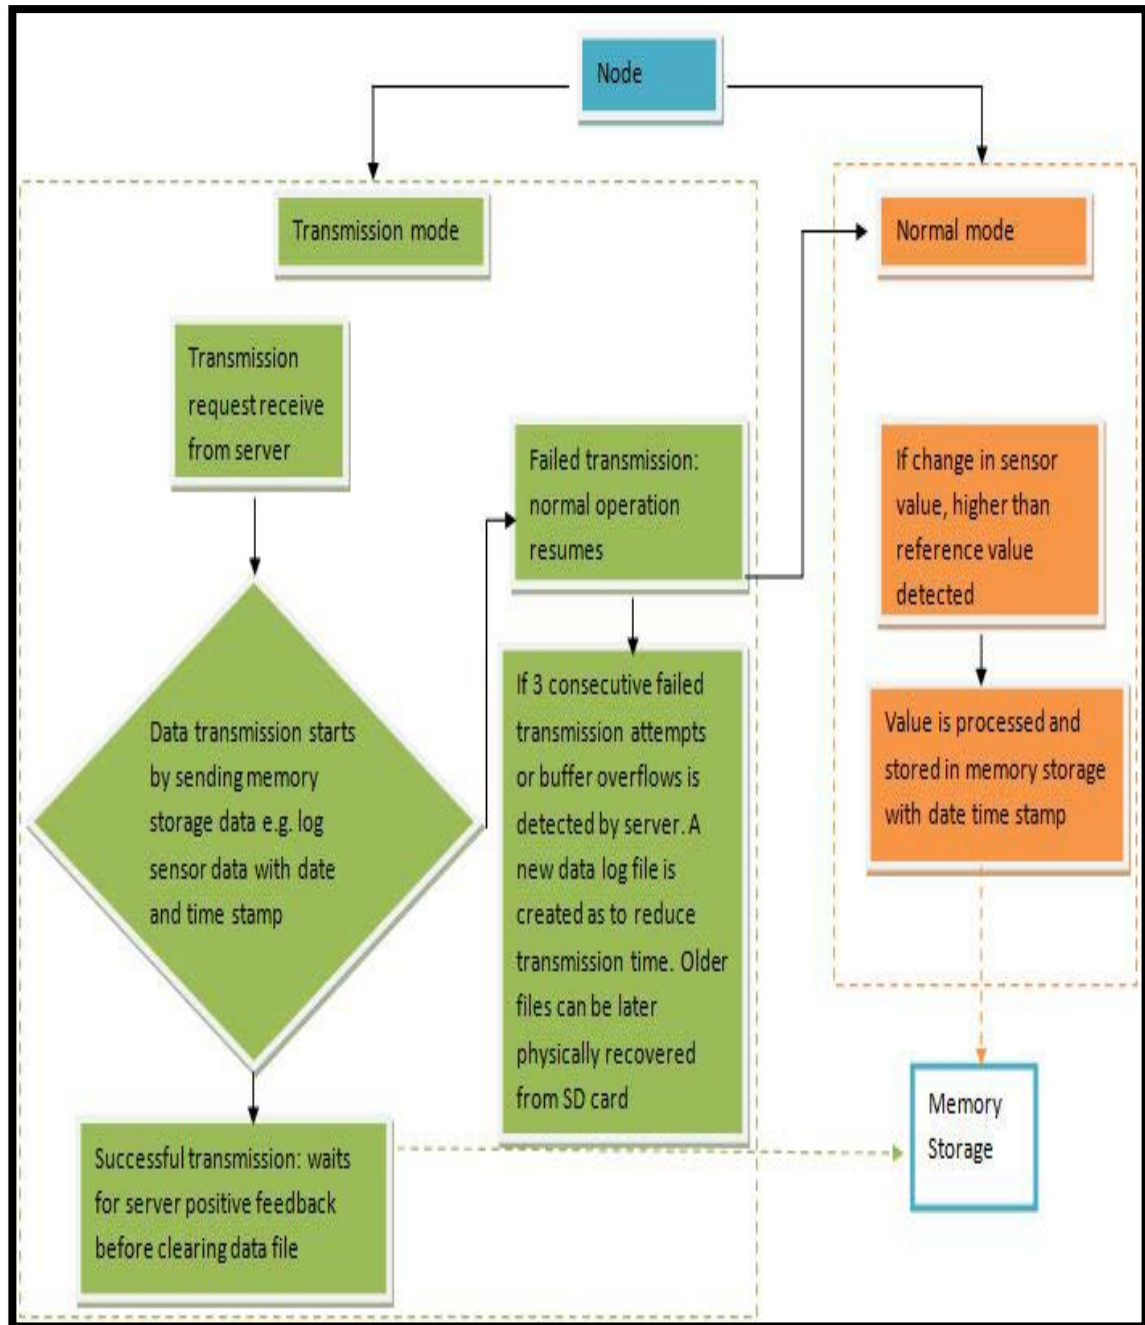 Node
Transmission mode
Normal mode
Transmission
request receive
from server
Failed transmission:
normal operation
resumes
If change in sensor
value, higher than
reference value
detected
Data transmission starts
by sending memory
storage data e.g. log
sensor data with date
and time stamp
If 3 consecutive failed
transmission attempts
or buffer overflows is
detected by server. A
new data log file is
created as to reduce
transmission time. Older
files can be later
physically recovered
from SD card
Value is processed and
stored in memory storage
with date time stamp
Successful transmission: waits
for server positive feedback
before clearing data file
Memory
Storage